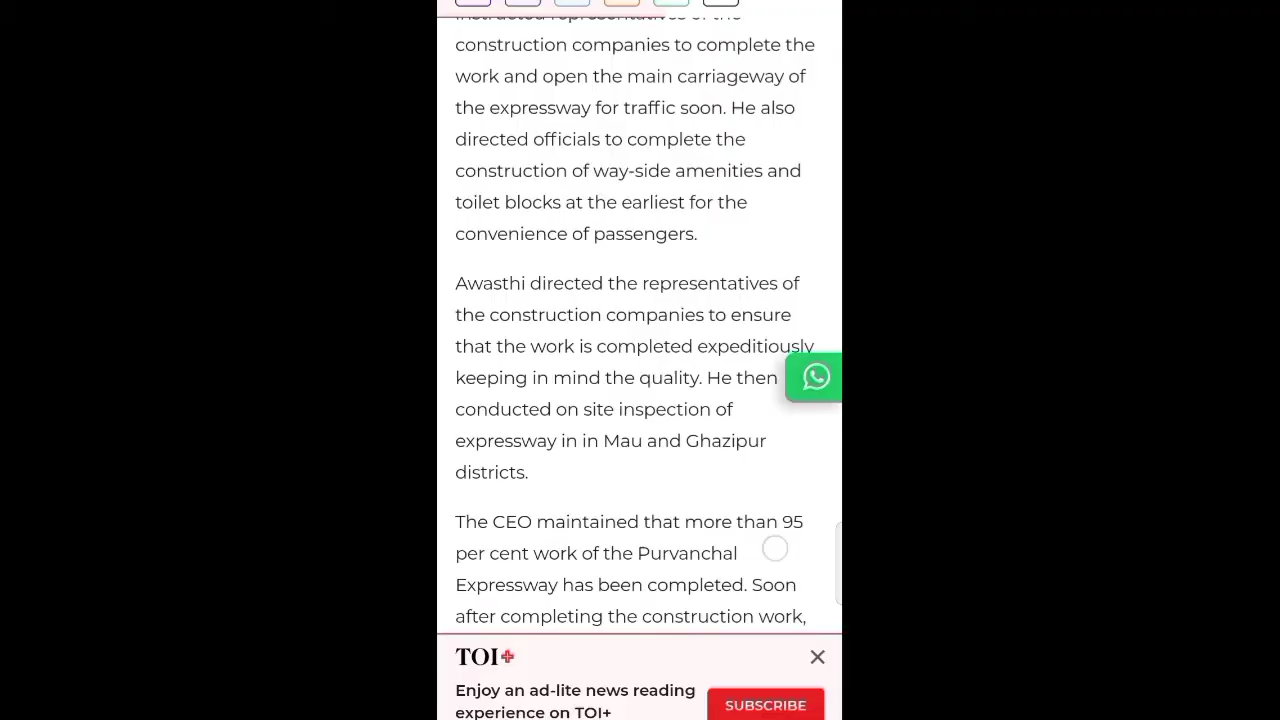 instructed representatives of the
construction companies to complete the
work and open the main carriageway of
the expressway for traffic soon. He also
directed officials to complete the
construction of way-side amenities and
toilet blocks at the earliest for the
convenience of passengers.
Awasthi directed the representatives of
the construction companies to ensure
that the work is completed expeditiously
keeping in mind the quality. He then
conducted on site inspection of
expressway in in Mau and Ghazipur
districts.
The CEO maintained that more than 95
per cent work of the Purvanchal
Expressway has been completed. Soon
after completing the construction work,
TOI+
Enjoy an ad-lite news reading
experience on TOI+
SUBSCRIBE